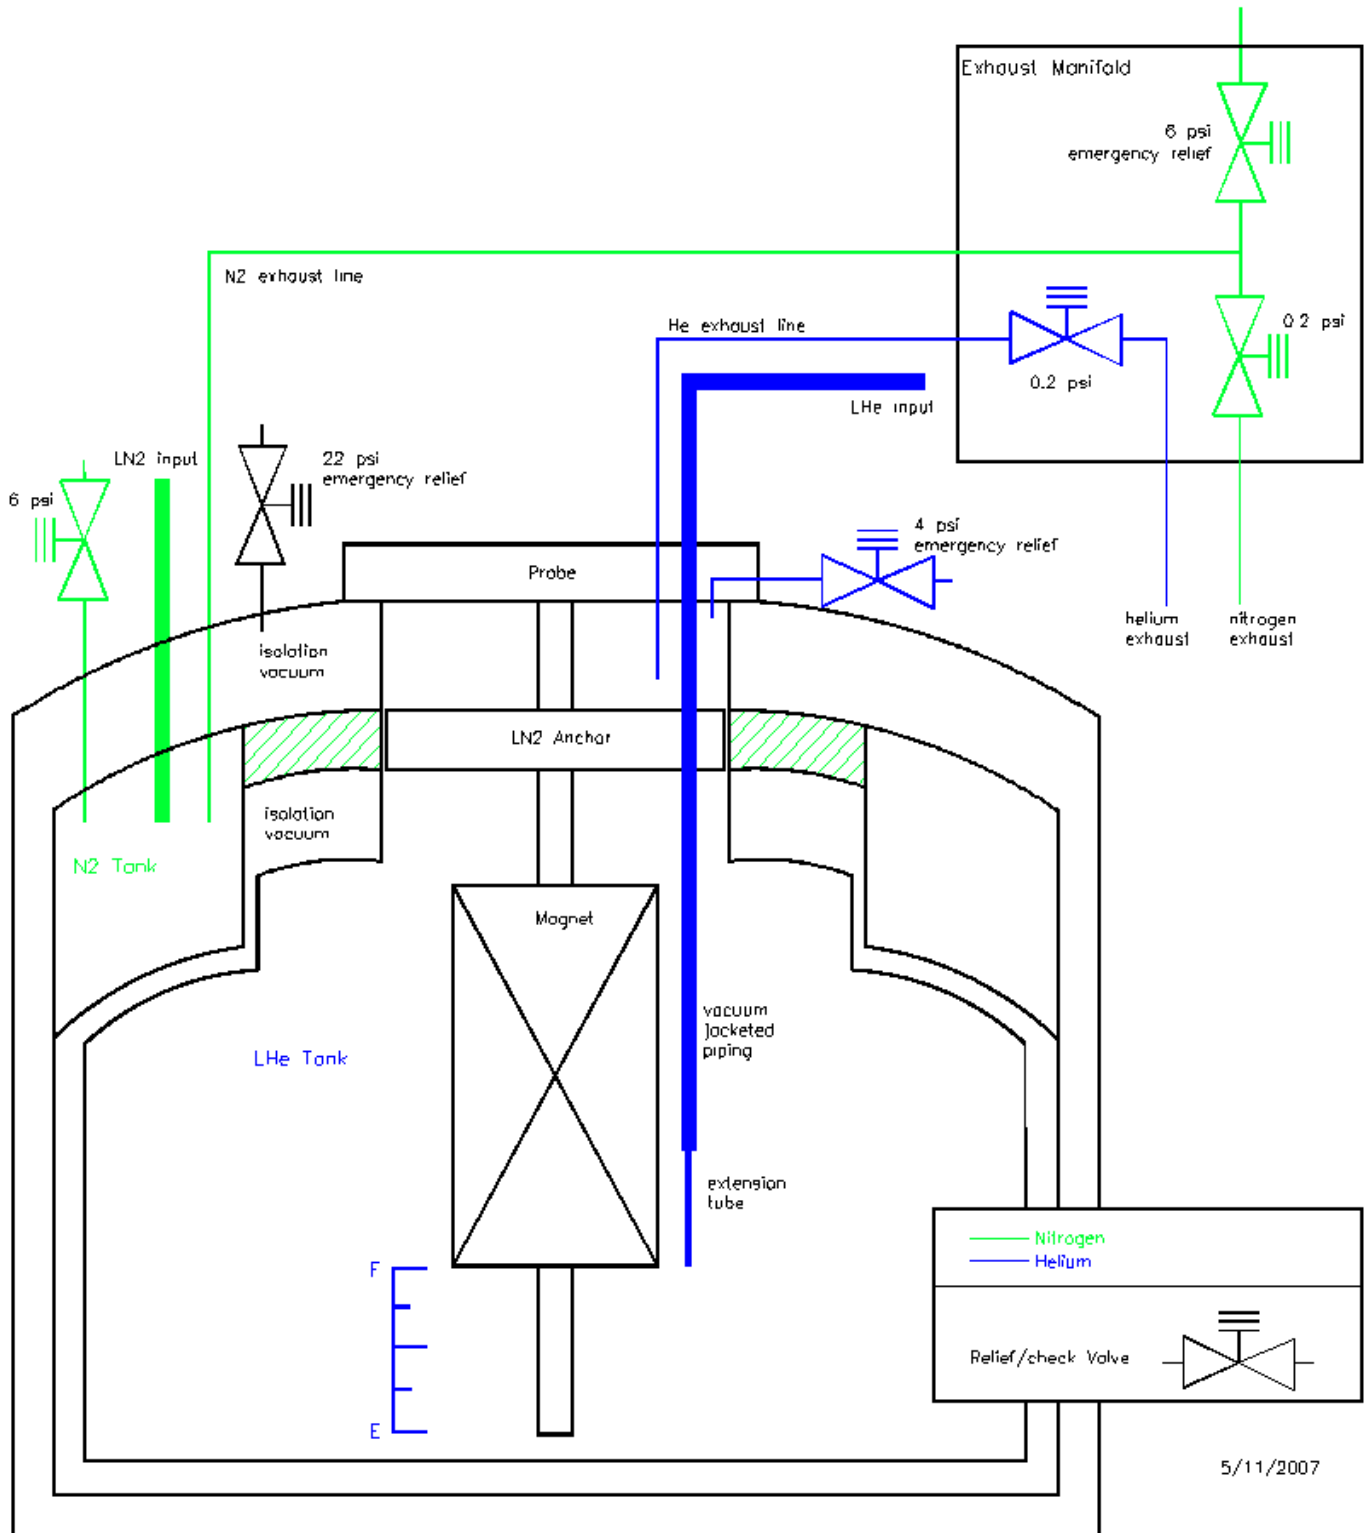 Exhaust Manifold
6 psi
emergency relief
N2 exhaust line
He exhaust line
0.2 psi
0.2 psi
LHe input
LN2 input
22 psi
emergency relief
6 psi
4 psi
emergency relief
Probe
helium
exhaust
nitrogen
exhaust
isolation
vacuum
LN2 Anchor
isolation
vacuum
N2 Tank
Magnet
vacuum
jacketed
piping
LHe Tank
extension
tube
F
E
Nitrogen
Helium
Relief/check Valve
5/11/2007